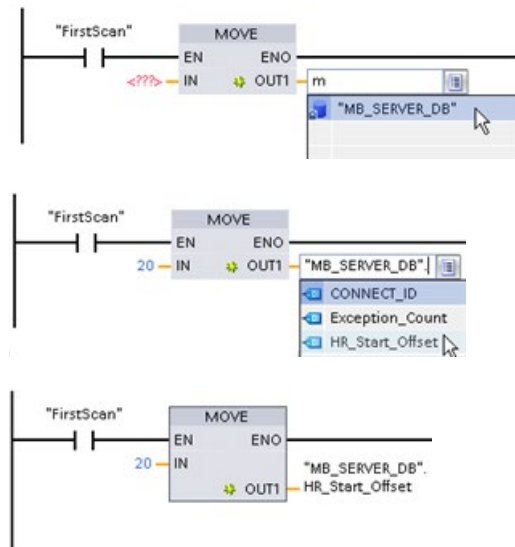 "FirstScan"
MOVE
EN ENO
<???> IN OUT1 m
"MB_SERVER_DB"
"FirstScan"
MOVE
EN ENO
20 IN OUT1 "MB_SERVER_DB".
CONNECT_ID
Exception_Count
HR_Start_Offset
"FirstScan"
MOVE
EN ENO
20 IN
"MB_SERVER_DB".
OUT1 HR_Start_Offset